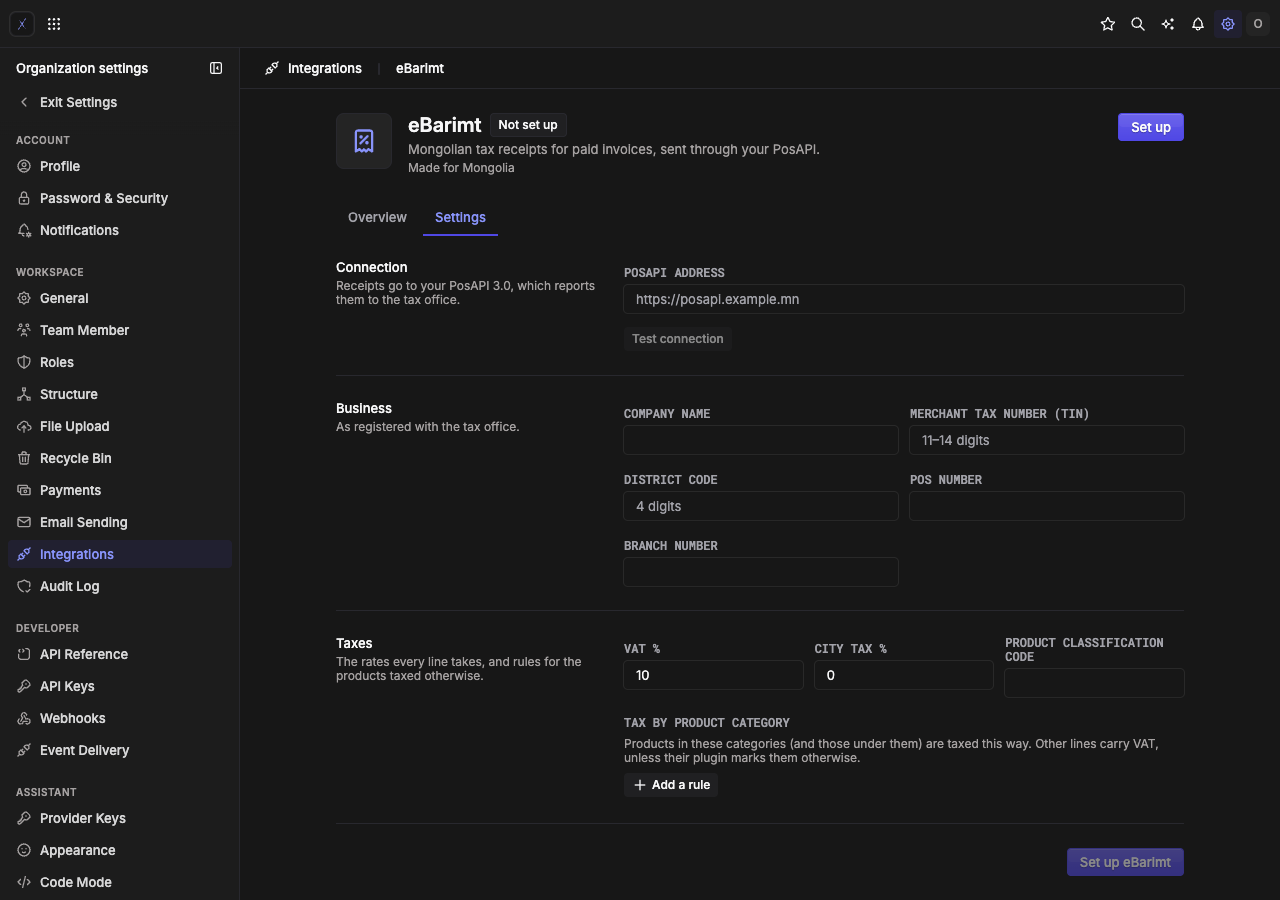 O
Organization settings
Exit Settings
ACCOUNT
Profile
Password & Security
Notifications
WORKSPACE
General
Team Member
Roles
Structure
File Upload
Recycle Bin
Payments
Email Sending
Integrations
Audit Log
DEVELOPER
API Reference
API Keys
Webhooks
Event Delivery
ASSISTANT
Provider Keys
Appearance
Code Mode
Integrations
eBarimt
eBarimt
Not set up
Set up
Mongolian tax receipts for paid invoices, sent through your PosAPI.
Made for Mongolia
Overview
Settings
Connection
Receipts go to your PosAPI 3.0, which reports
them to the tax office.
POSAPI ADDRESS
https://posapi.example.mn
Test connection
Business
As registered with the tax office.
COMPANY NAME
MERCHANT TAX NUMBER (TIN)
11–14 digits
DISTRICT CODE
POS NUMBER
4 digits
BRANCH NUMBER
Taxes
The rates every line takes, and rules for the
products taxed otherwise.
VAT %
CITY TAX %
PRODUCT CLASSIFICATION
CODE
10
0
TAX BY PRODUCT CATEGORY
Products in these categories (and those under them) are taxed this way. Other lines carry VAT,
unless their plugin marks them otherwise.
Add a rule
Set up eBarimt